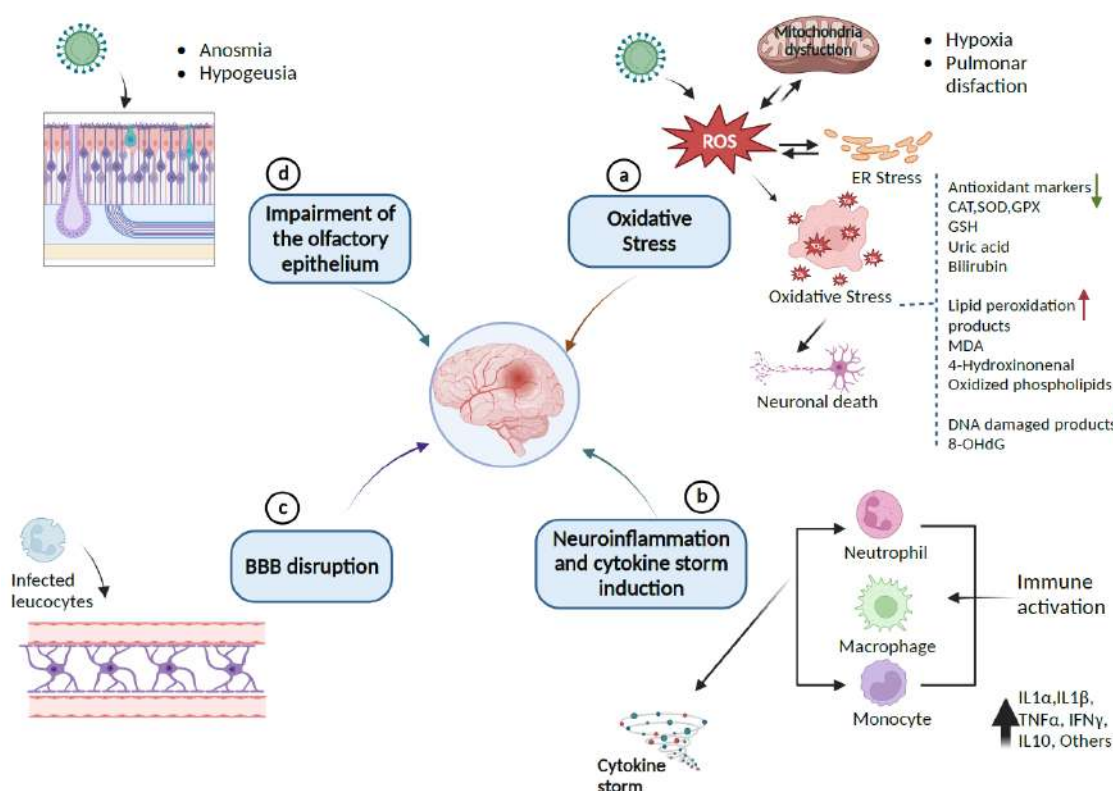 Anosmia
Hypogeusia
d
Impairment of
the olfactory
epithelium
Mitochondria
dysfuction
Hypoxia
Pulmonar
disfaction
ROS
ER Stress
a
Oxidative
Stress
Oxidative Stress
Neuronal death
Antioxidant markers
CAT,SOD,GPX
GSH
Uric acid
Bilirubin
Lipid peroxidation
products
MDA
4-Hydroxinonenal
Oxidized phospholipids
DNA damaged products
8-OHdG
c
BBB disruption
Infected
leucocytes
b
Neuroinflammation
and cytokine storm
induction
Neutrophil
Macrophage
Monocyte
Immune
activation
IL1α,IL1β,
TNFα, IFNγ,
IL10, Others
Cytokine
storm